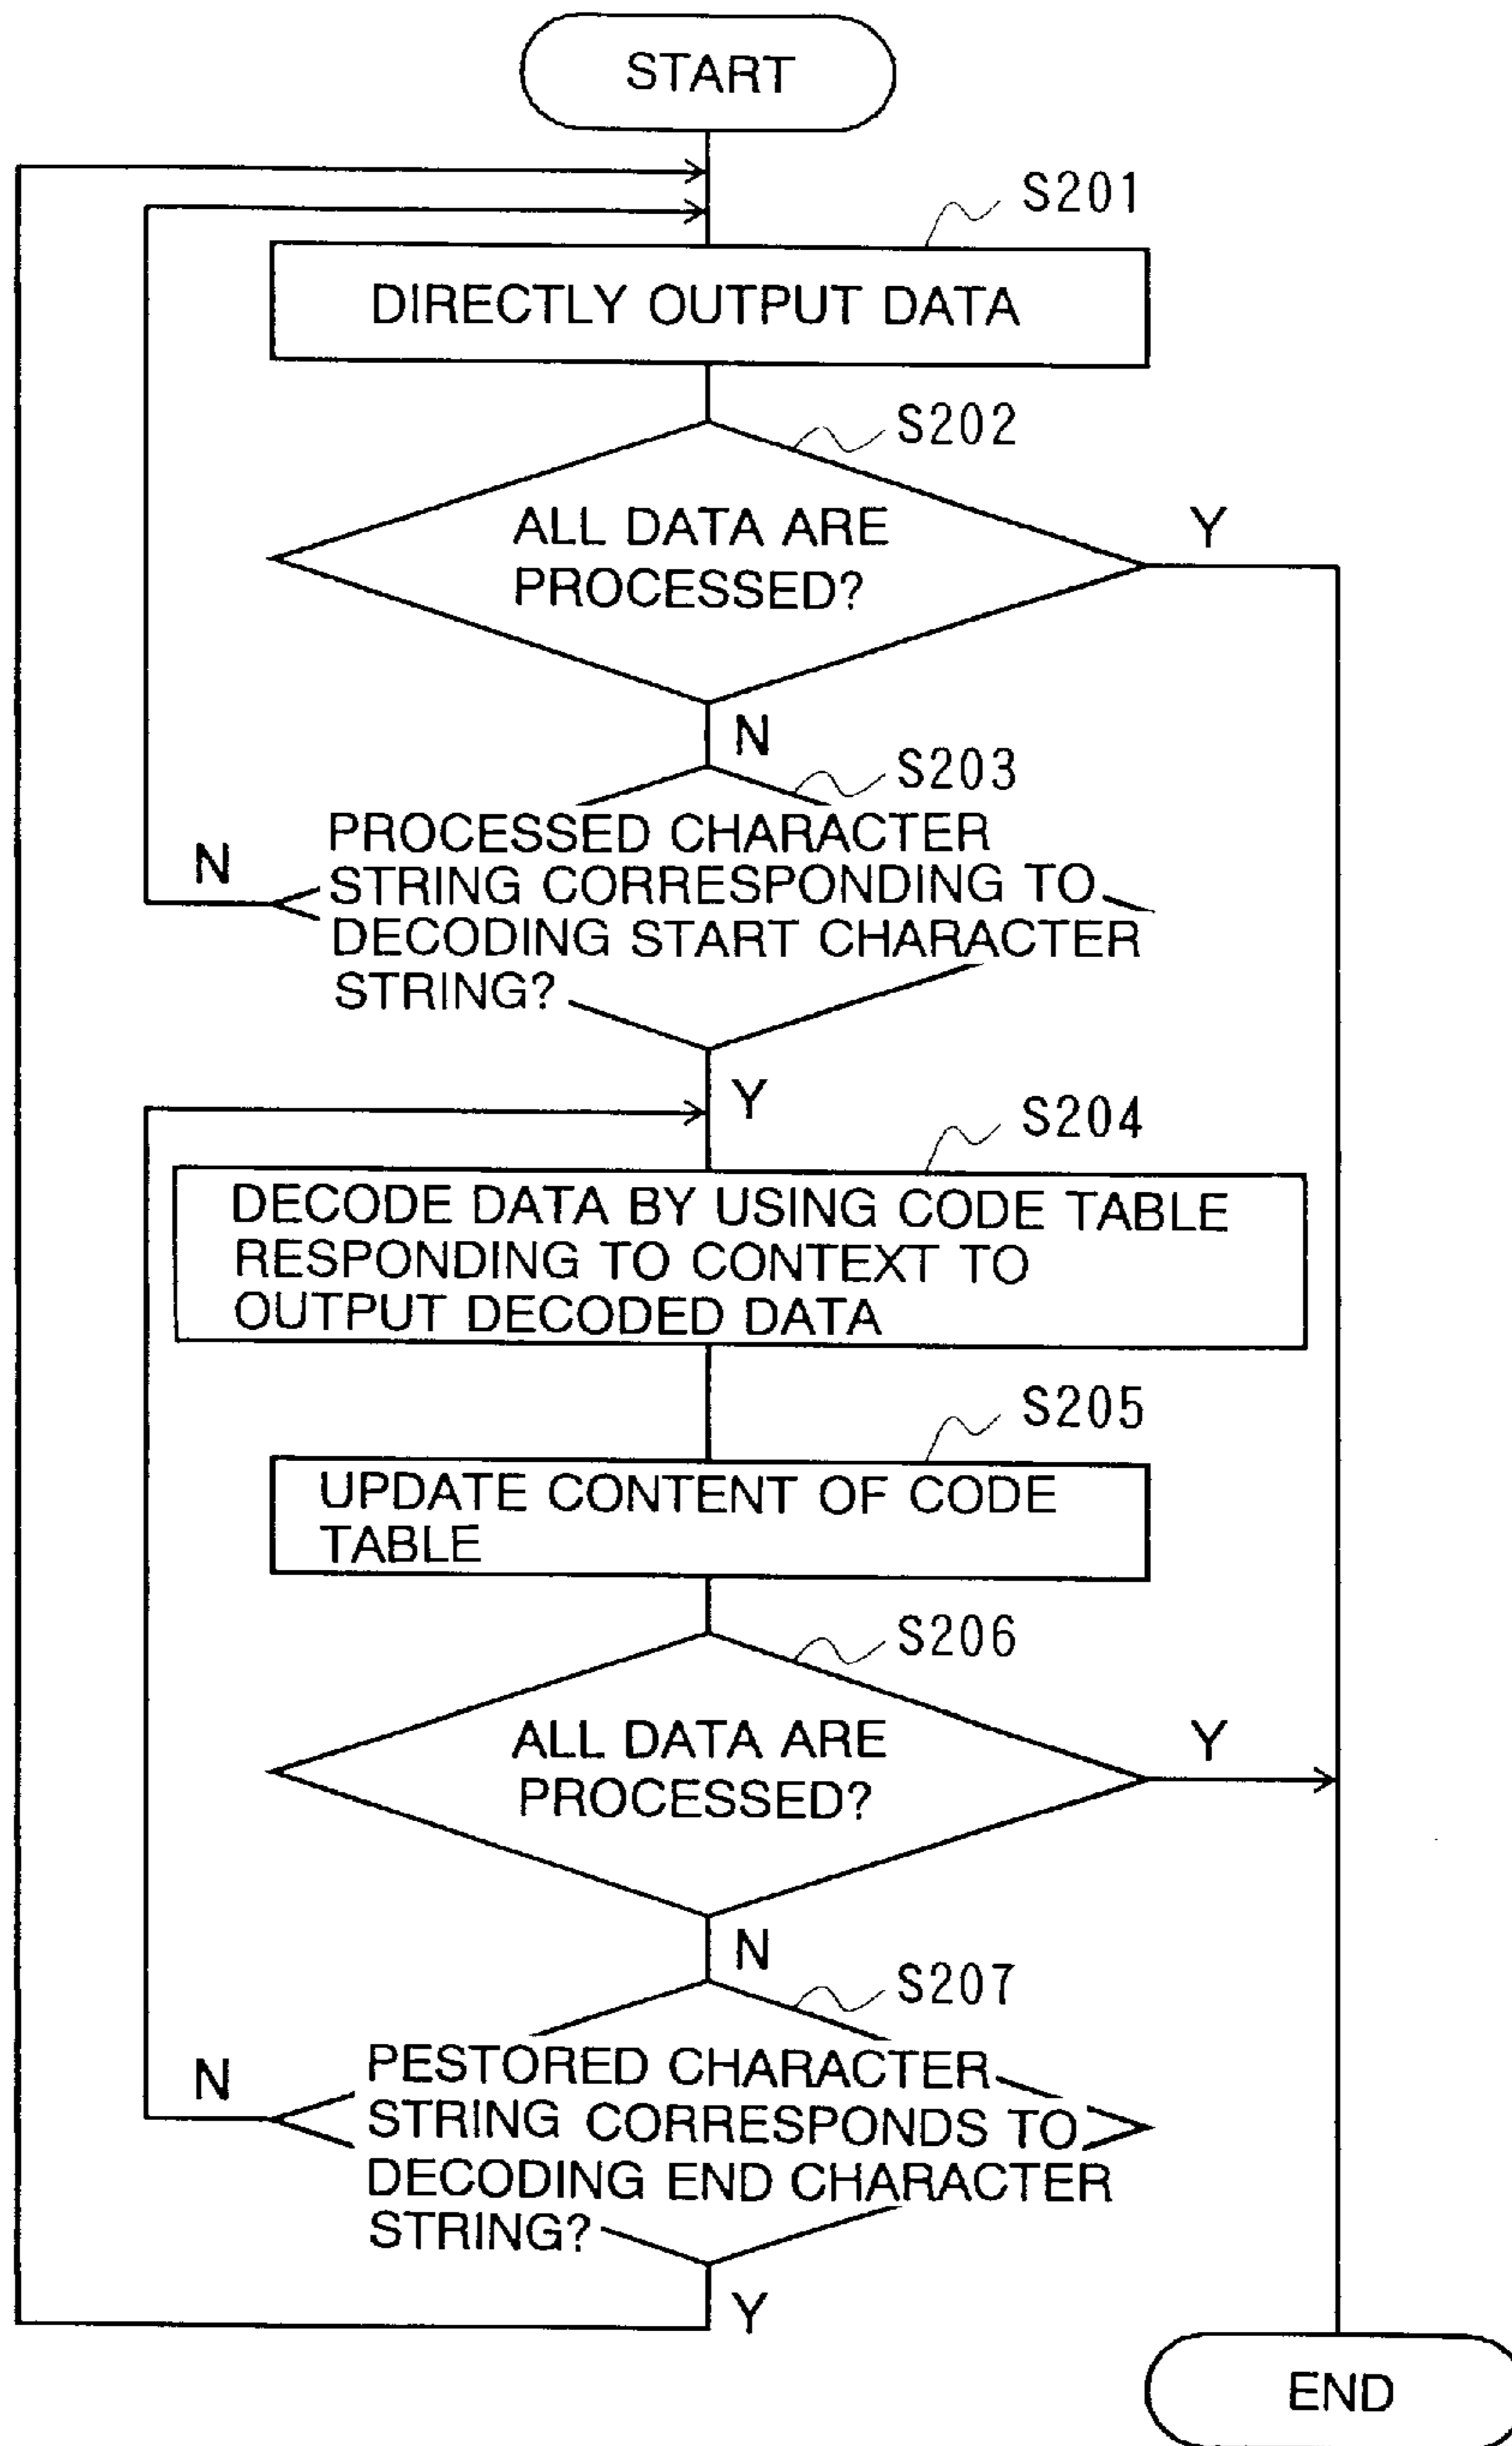 START
S201
DIRECTLY OUTPUT DATA
S202
ALL DATA ARE
PROCESSED?
Y
N
S203
PROCESSED CHARACTER
STRING CORRESPONDING TO
DECODING START CHARACTER
STRING?
N
Y
S204
DECODE DATA BY USING CODE TABLE
RESPONDING TO CONTEXT TO
OUTPUT DECODED DATA
S205
UPDATE CONTENT OF CODE
TABLE
S206
ALL DATA ARE
PROCESSED?
Y
N
S207
PESTORED CHARACTER
STRING CORRESPONDS TO
DECODING END CHARACTER
STRING?
N
Y
END